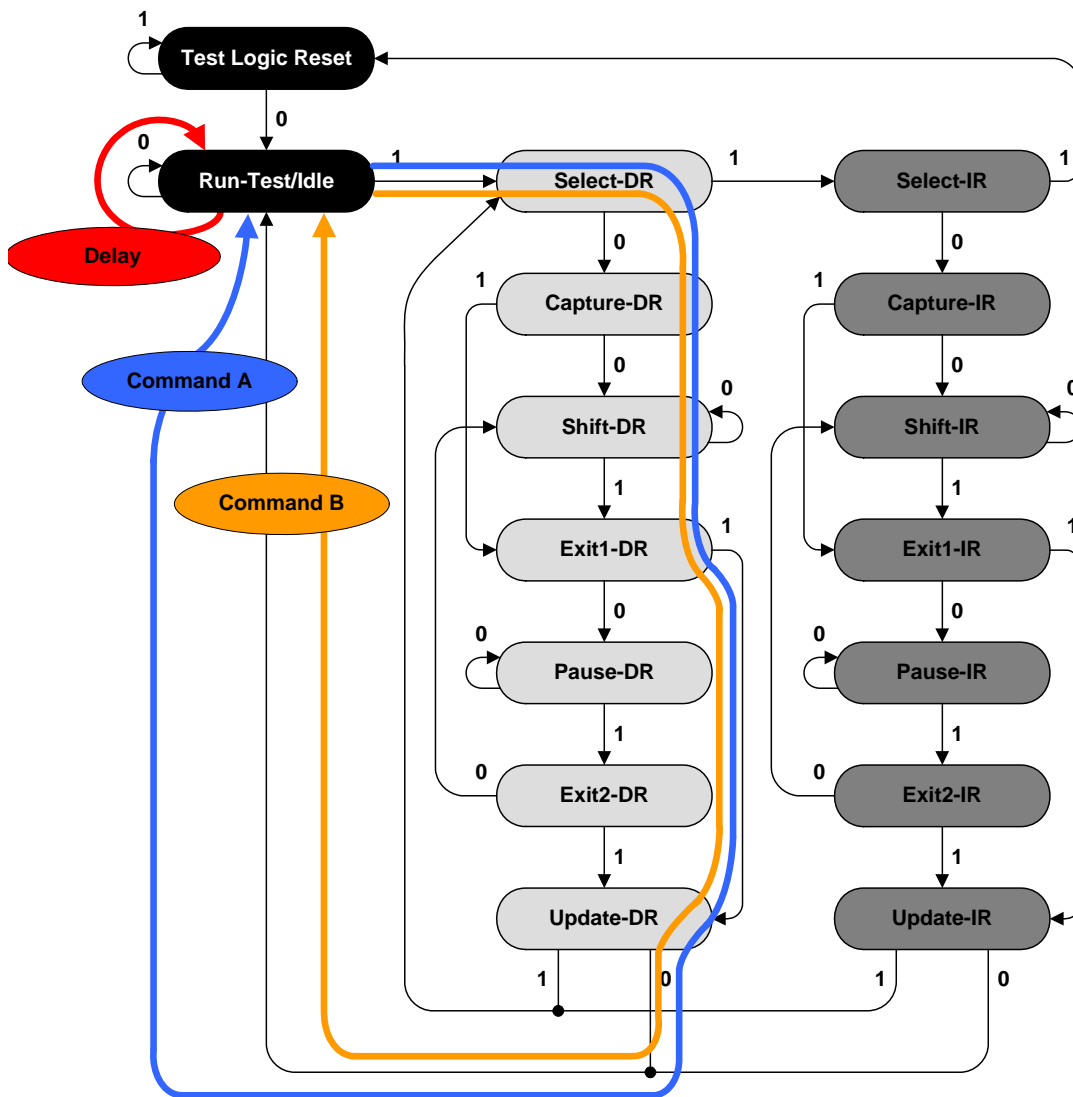 1
Test Logic Reset
0
0
Run-Test/Idle
1
Select-DR
1
Select-IR
1
Delay
0
0
1
Capture-DR
1
Capture-IR
Command A
0
0
0
0
Shift-DR
Shift-IR
1
1
Command B
Exit1-DR
1
Exit1-IR
1
0
0
0
0
Pause-DR
Pause-IR
1
1
0
Exit2-DR
0
Exit2-IR
1
1
Update-DR
Update-IR
1
0
1
0